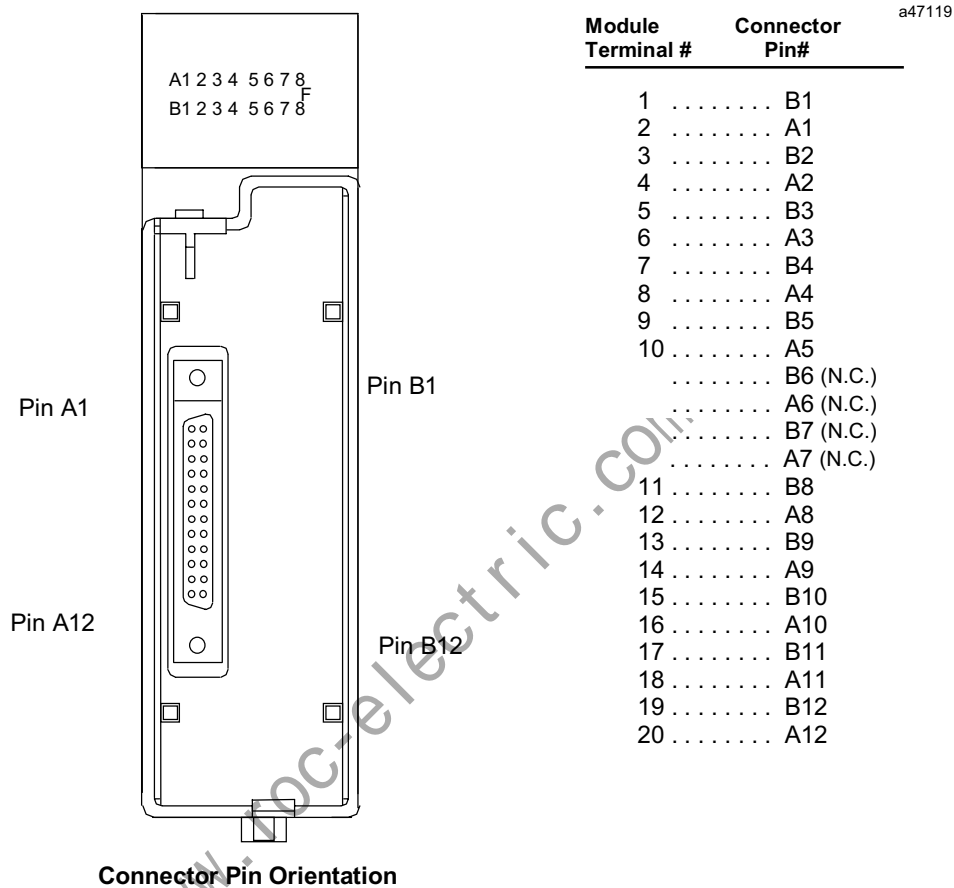 a47119
A1 2 3 4 5 6 7 8
F
B1 2 3 4 5 6 7 8
Pin A1
Pin B1
Pin A12
Pin B12
Connector Pin Orientation
Module Connector
Terminal # Pin#
1 . . . . . . . . B1
2 . . . . . . . . A1
3 . . . . . . . . B2
4 . . . . . . . . A2
5 . . . . . . . . B3
6 . . . . . . . . A3
7 . . . . . . . . B4
8 . . . . . . . . A4
9 . . . . . . . . B5
10 . . . . . . . . A5
. . . . . . . . B6 (N.C.)
. . . . . . . . A6 (N.C.)
. . . . . . . . B7 (N.C.)
. . . . . . . . A7 (N.C.)
11 . . . . . . . . B8
12 . . . . . . . . A8
13 . . . . . . . . B9
14 . . . . . . . . A9
15 . . . . . . . . B10
16 . . . . . . . . A10
17 . . . . . . . . B11
18 . . . . . . . . A11
19 . . . . . . . . B12
20 . . . . . . . . A12
w.roc-electric.com